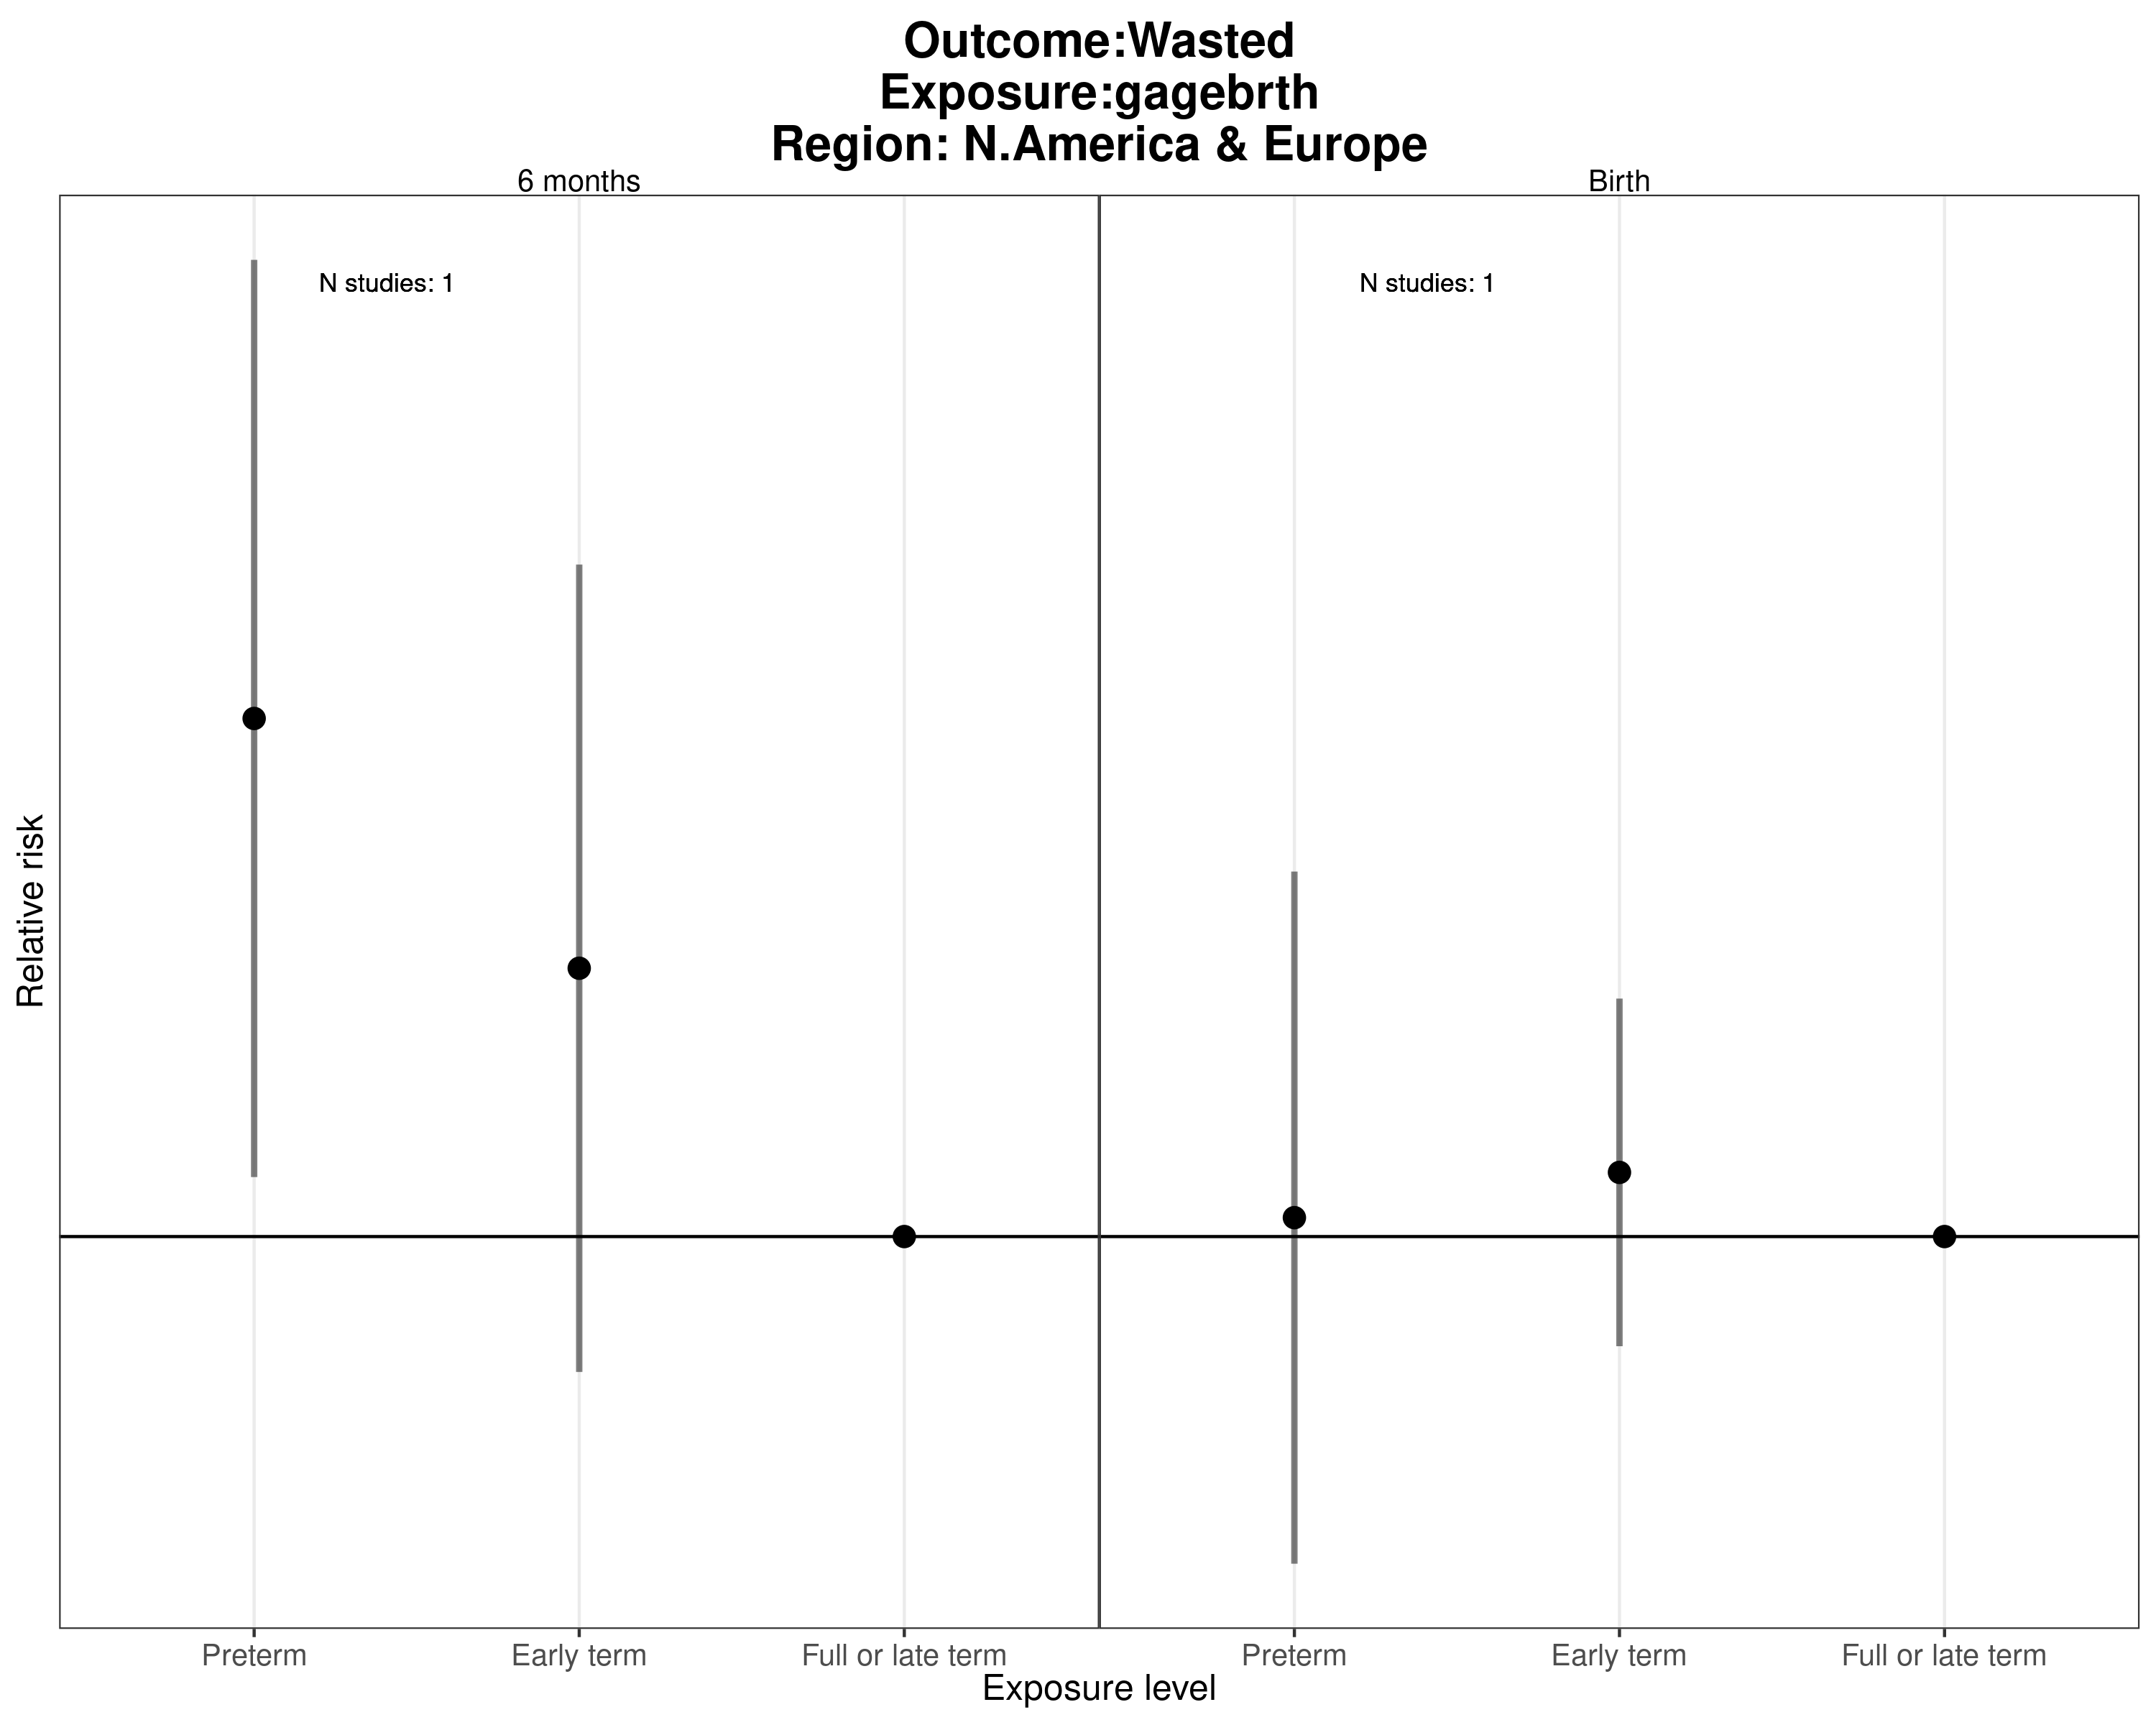 Outcome:Wasted
Exposure:gagebrth
Region: N.America & Europe
6 months
Birth
N studies: 1
N studies: 1
Relative risk
Preterm
Early term
Full or late term
Preterm
Early term
Full or late term
Exposure level